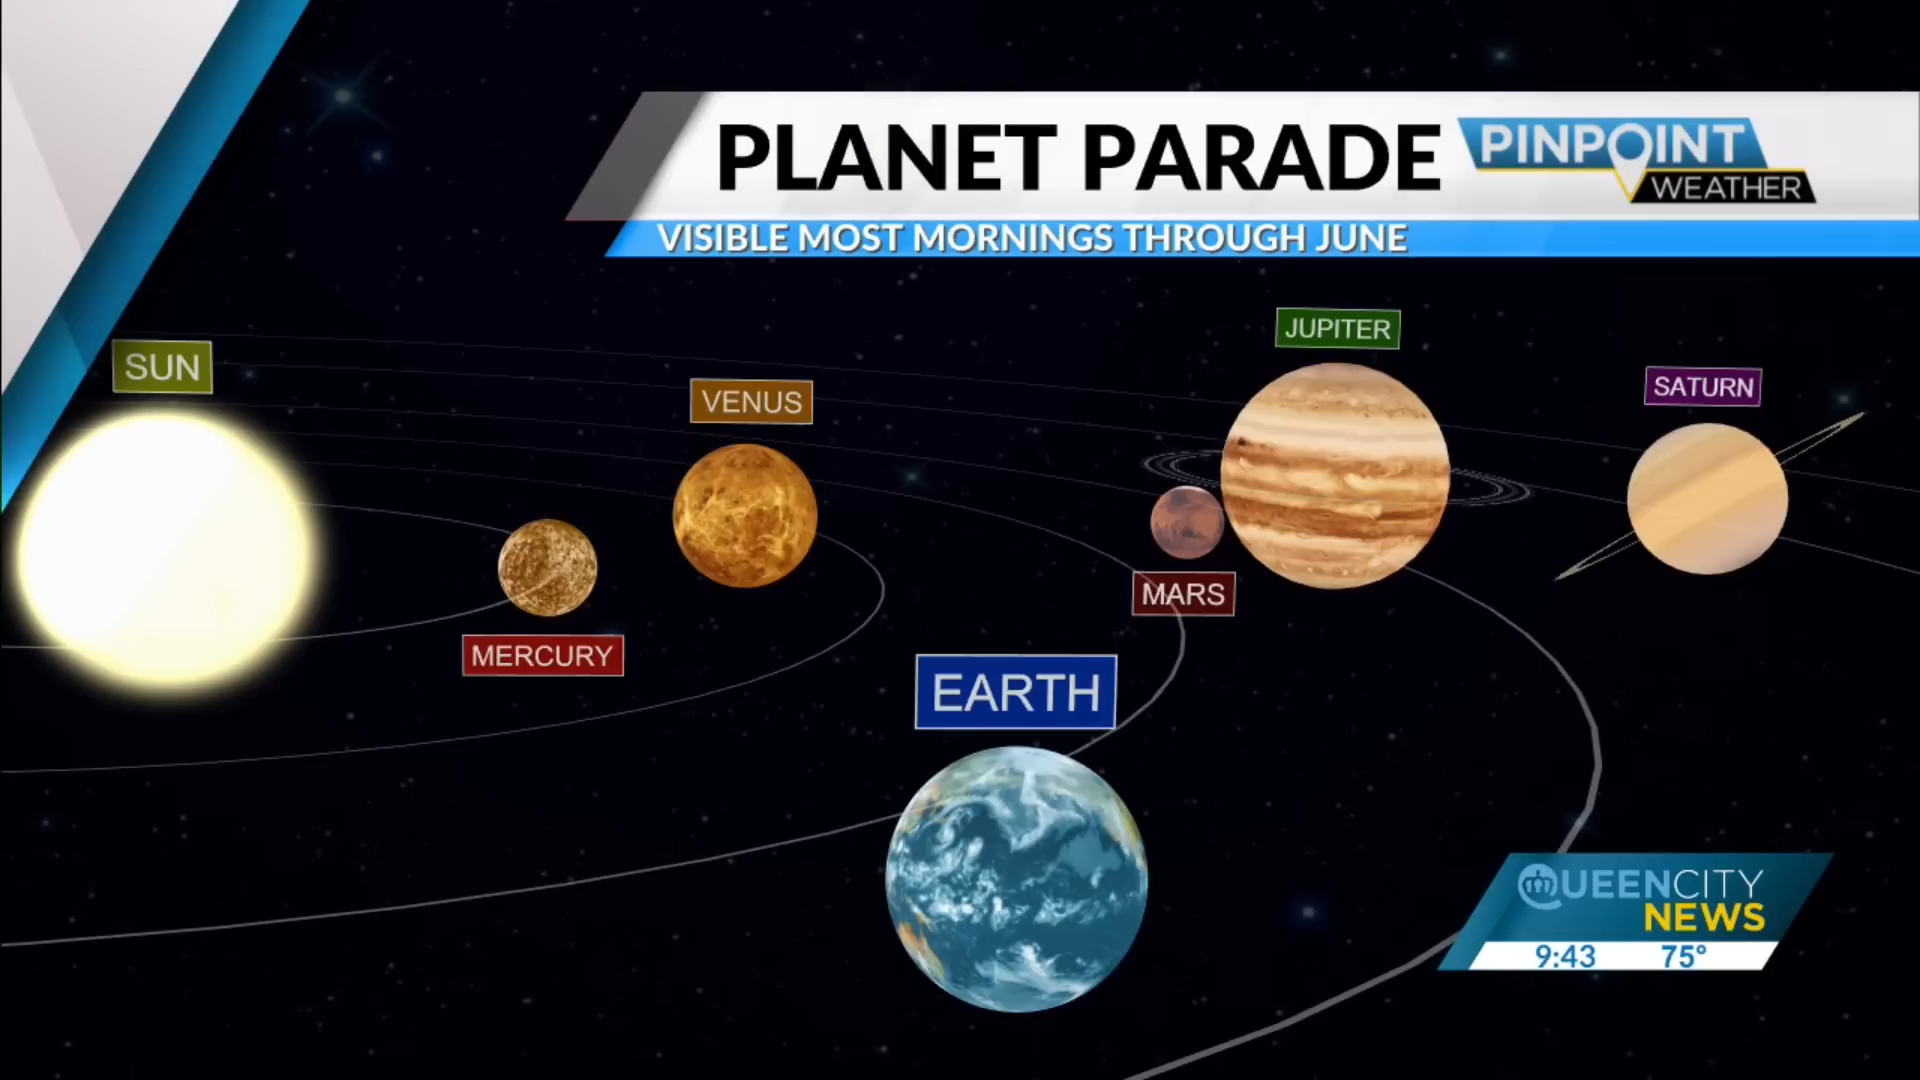 PLANET PARADE
PINPOINT
WEATHER
VISIBLE MOST MORNINGS THROUGH JUNE
SUN
MERCURY
VENUS
EARTH
MARS
JUPITER
SATURN
QUEENCITY
NEWS
9:43 75°